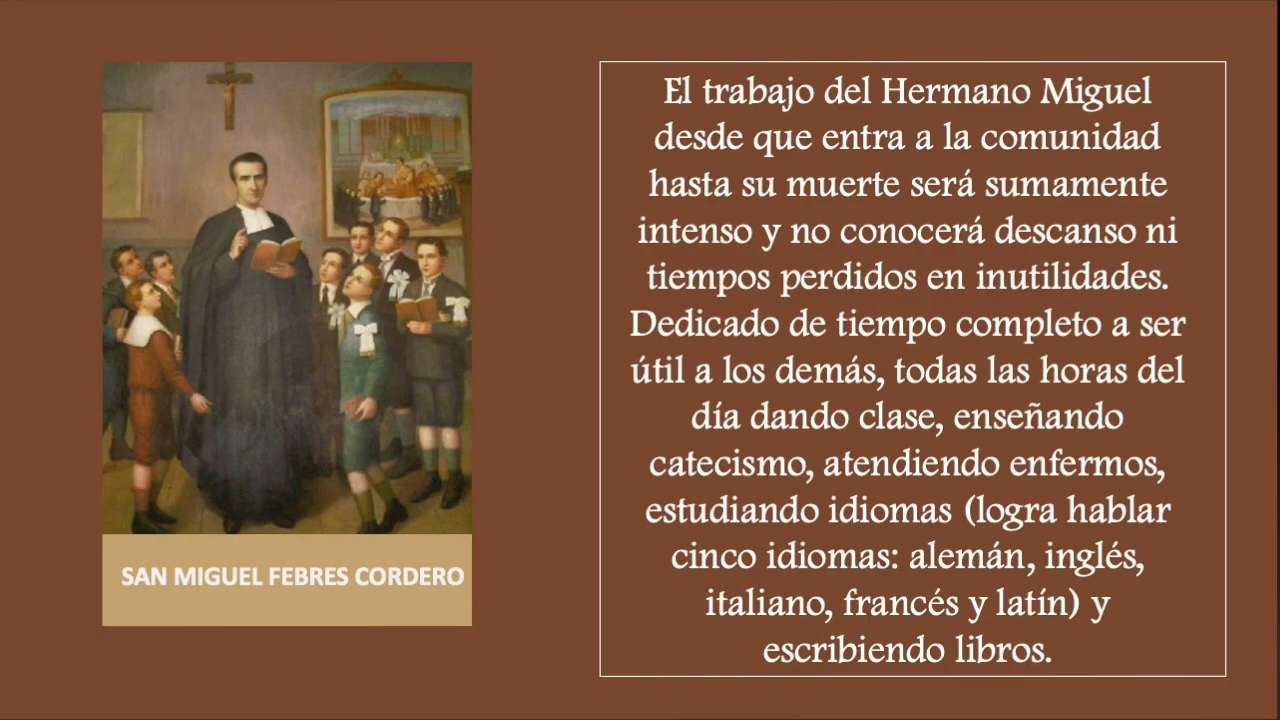 SAN MIGUEL FEBRES CORDERO
El trabajo del Hermano Miguel
desde que entra a la comunidad
hasta su muerte será sumamente
intenso y no conocerá descanso ni
tiempos perdidos en inutilidades.
Dedicado de tiempo completo a ser
útil a los demás, todas las horas del
día dando clase, enseñando
catecismo, atendiendo enfermos,
estudiando idiomas (logra hablar
cinco idiomas: alemán, inglés,
italiano, francés y latín) y
escribiendo libros.